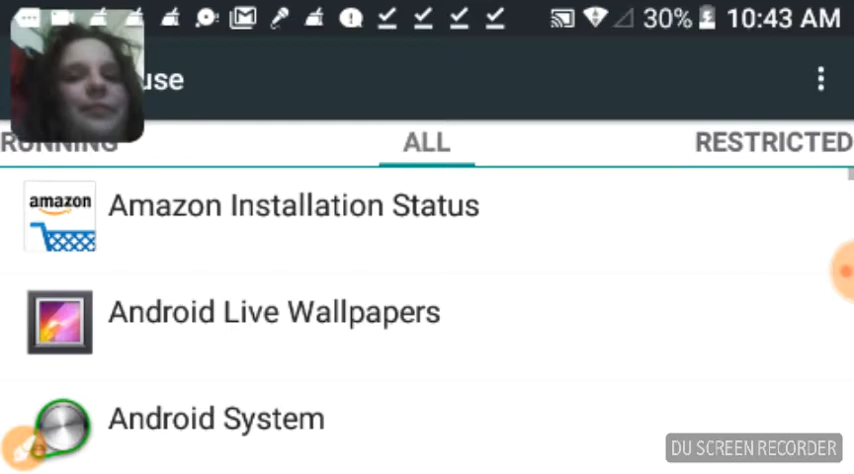 30% 10:43 AM
use
RUNNING ALL RESTRICTED
amazon
Amazon Installation Status
Android Live Wallpapers
Android System
DU SCREEN RECORDER